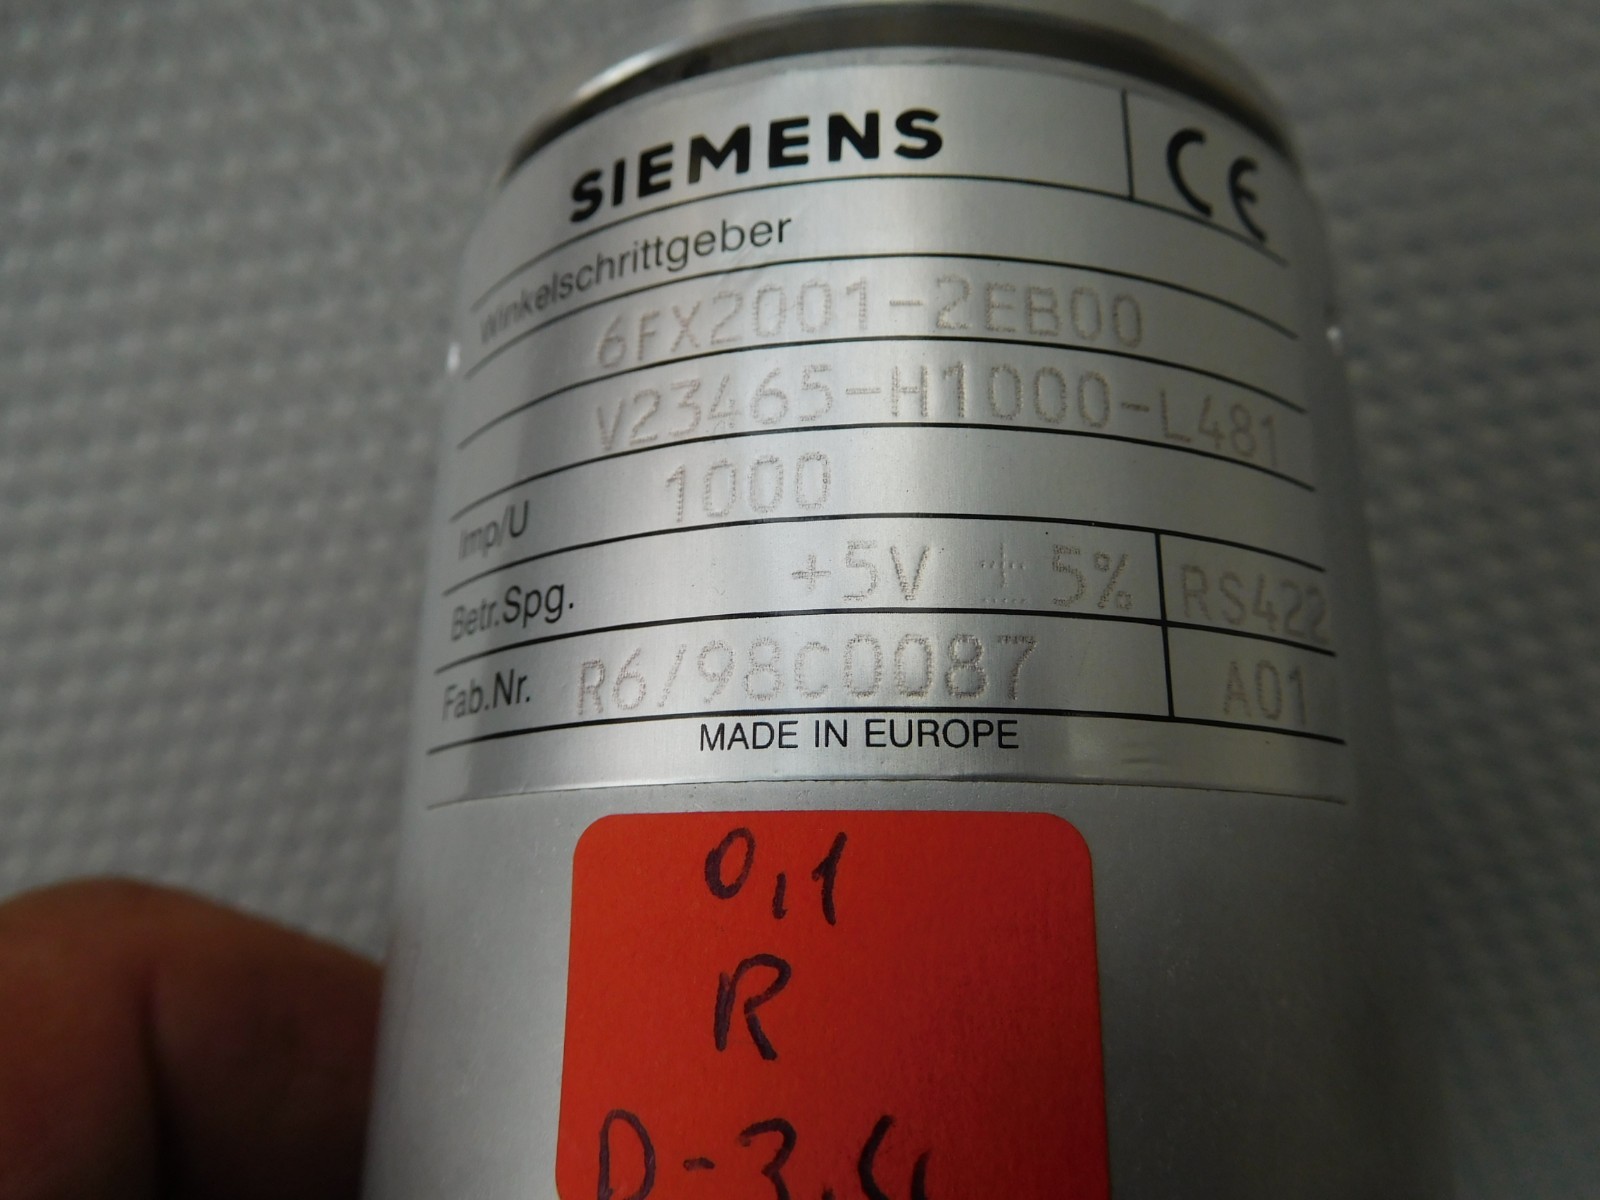 SIEMENS CE
Winkelschrittgeber
6FX2001-2EB00
V23465-H1000-L481
Imp/U 1000
Betr.Spg. +5V ± 5% RS422
Fab.Nr. R6/98C0087 A01
MADE IN EUROPE
0,1
R